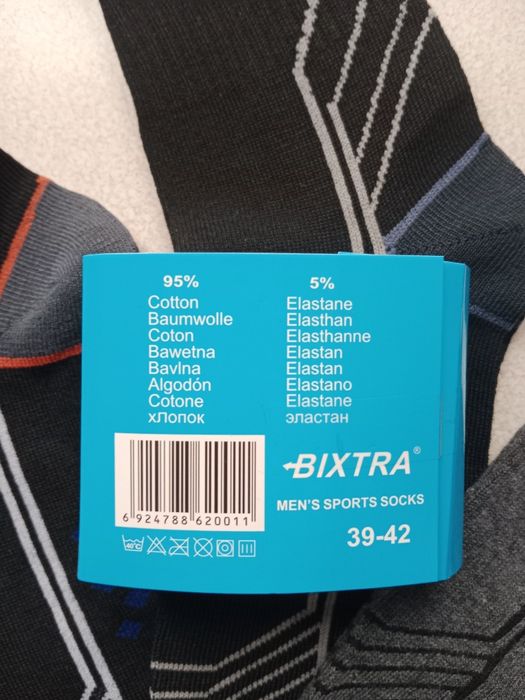 95%
Cotton
Baumwolle
Coton
Bawetna
Bavlna
Algodón
Cotone
хЛопок
5%
Elastane
Elasthan
Elasthanne
Elastan
Elastan
Elastano
Elastane
эластан
BIXTRA®
MEN'S SPORTS SOCKS
39-42
6 924788 620011
40°C